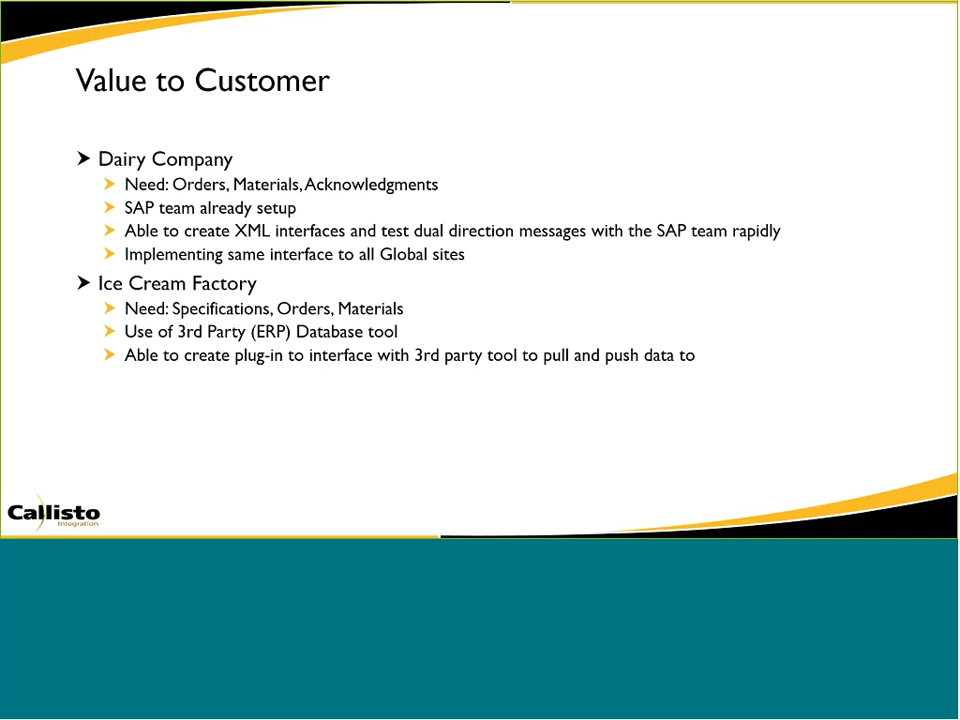 Value to Customer
Dairy Company
Need: Orders, Materials, Acknowledgments
SAP team already setup
Able to create XML interfaces and test dual direction messages with the SAP team rapidly
Implementing same interface to all Global sites
Ice Cream Factory
Need: Specifications, Orders, Materials
Use of 3rd Party (ERP) Database tool
Able to create plug-in to interface with 3rd party tool to pull and push data to
Callisto
Integration